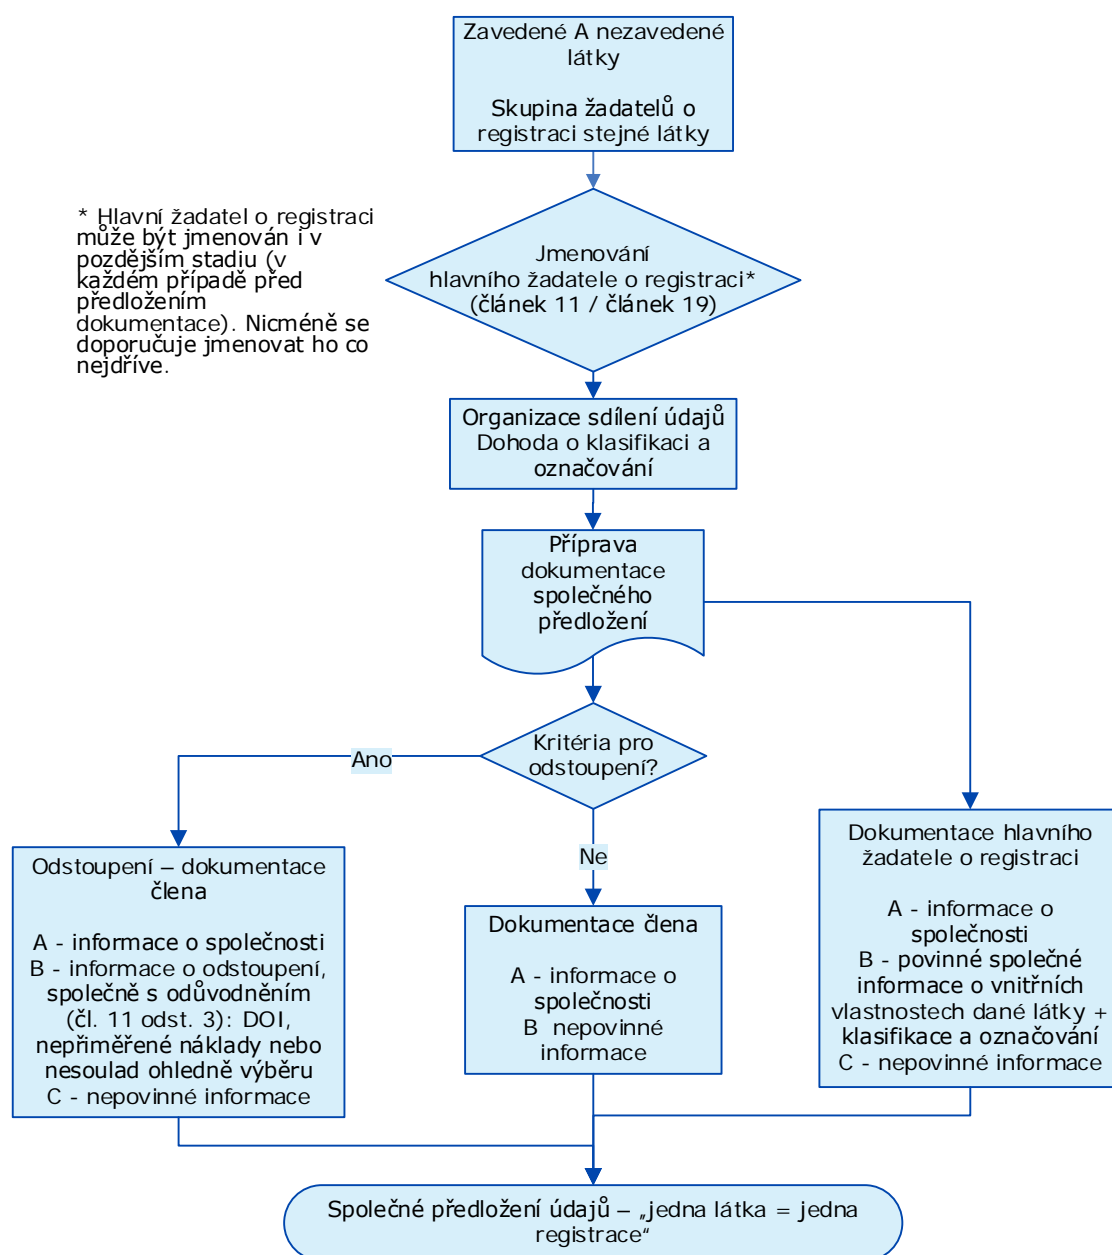 Zavedené A nezavedené
látky
Skupina žadatelů o
registraci stejné látky
* Hlavní žadatel o registraci
může být jmenován i v
pozdějším stadiu (v
každém případě před
předložením
dokumentace). Nicméně se
doporučuje jmenovat ho co
nejdříve.
Jmenování
hlavního žadatele o registraci*
(článek 11 / článek 19)
Organizace sdílení údajů
Dohoda o klasifikaci a
označování
Příprava
dokumentace
společného
předložení
Kritéria pro
odstoupení?
Ano
Ne
Odstoupení – dokumentace
člena
A - informace o společnosti
B - informace o odstoupení,
společně s odůvodněním
(čl. 11 odst. 3): DOI,
nepřiměřené náklady nebo
nesoulad ohledně výběru
C - nepovinné informace
Dokumentace člena
A - informace o
společnosti
B nepovinné
informace
Dokumentace hlavního
žadatele o registraci
A - informace o
společnosti
B - povinné společné
informace o vnitřních
vlastnostech dané látky +
klasifikace a označování
C - nepovinné informace
Společné předložení údajů – „jedna látka = jedna
registrace“